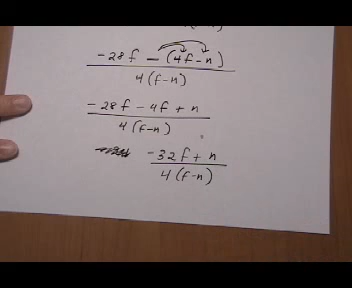 -28f - (4f-n)
4(f-n)
-28f - 4f + n
4(f-n)
-32f + n
4(f-n)